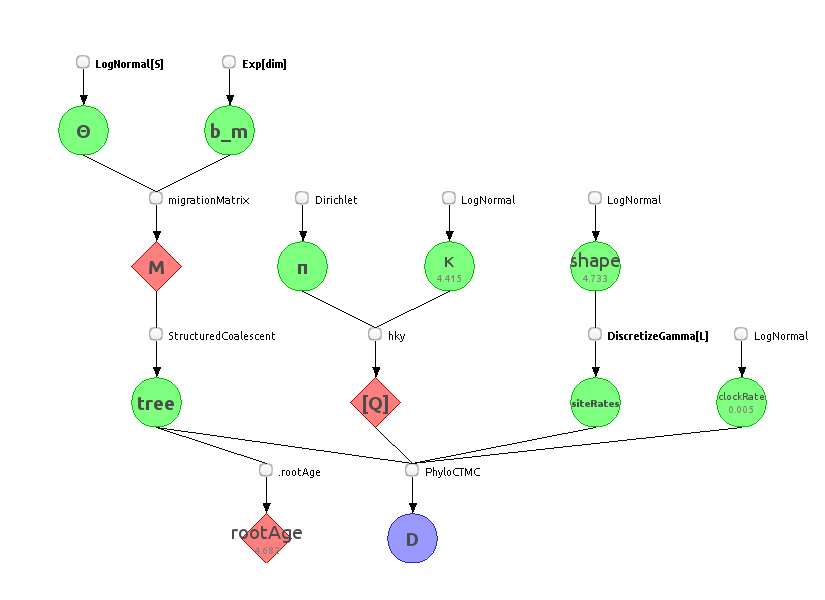 LogNormal[S]
Exp[dim]
Θ
b_m
migrationMatrix
Dirichlet
LogNormal
LogNormal
M
π
κ
4.415
shape
4.733
StructuredCoalescent
hky
DiscretizeGamma[L]
LogNormal
tree
[Q]
siteRates
clockRate
0.005
.rootAge
PhyloCTMC
rootAge
4.682
D